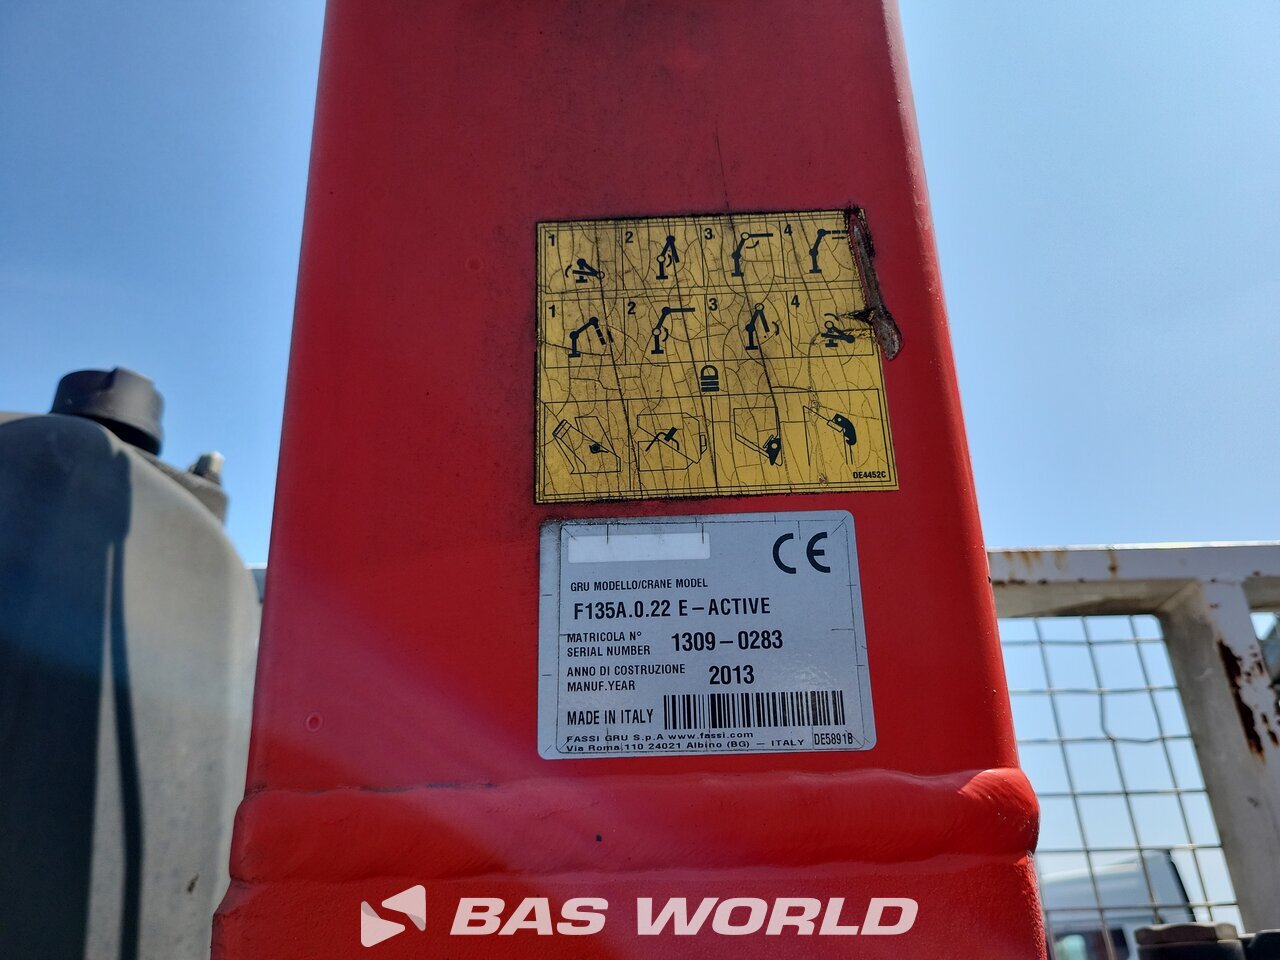 1 2 3 4
1 2 3 4
DE4452C
CE
GRU MODELLO/CRANE MODEL
F135A.0.22 E-ACTIVE
MATRICOLA N°
SERIAL NUMBER 1309-0283
ANNO DI COSTRUZIONE
MANUF.YEAR 2013
MADE IN ITALY
FASSI GRU S.p.A www.fassi.com
Via Roma,110 24021 Albino (BG) - ITALY DE5891B
BAS WORLD